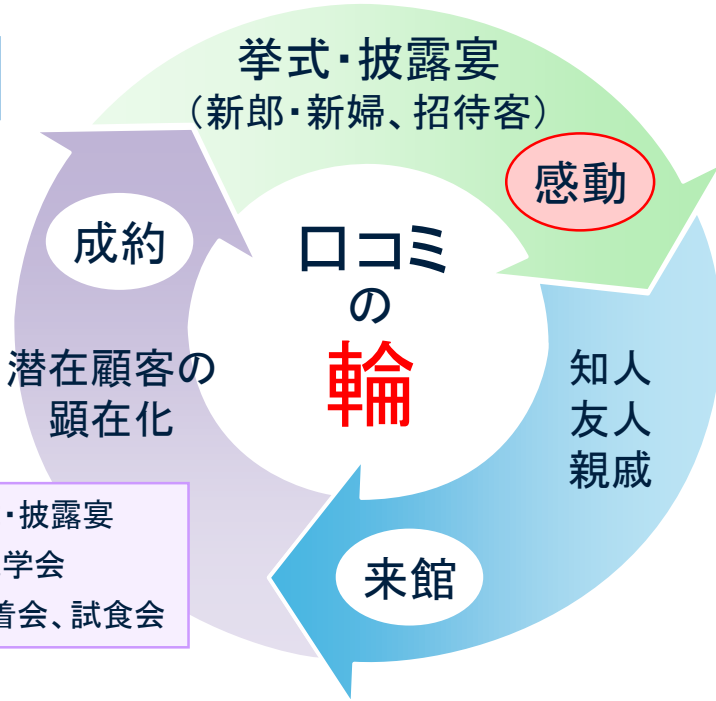 挙式・披露宴
（新郎・新婦、招待客）
感動
成約
口コミ
の
輪
潜在顧客の
顕在化
知人
友人
親戚
・披露宴
学会
着会、試食会
来館